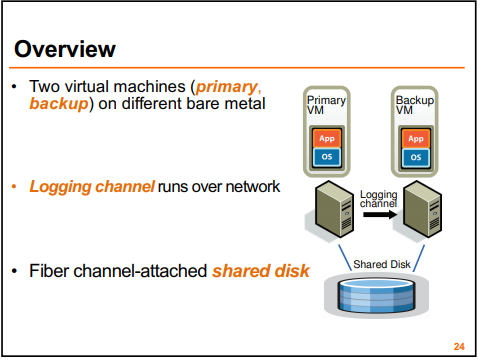 Overview
• Two virtual machines (primary,
backup) on different bare metal
• Logging channel runs over network
• Fiber channel-attached shared disk
Primary
VM
App
OS
Backup
VM
App
OS
Logging
channel
Shared Disk
24